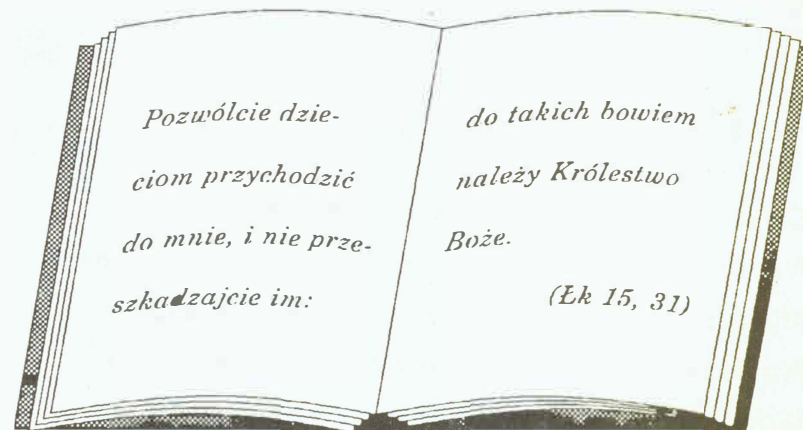 Pozwólcie dzie-
ciom przychodzić
do mnie, i nie prze-
szkadzajcie im:
do takich bowiem
należy Królestwo
Boże.
(Łk 15, 31)